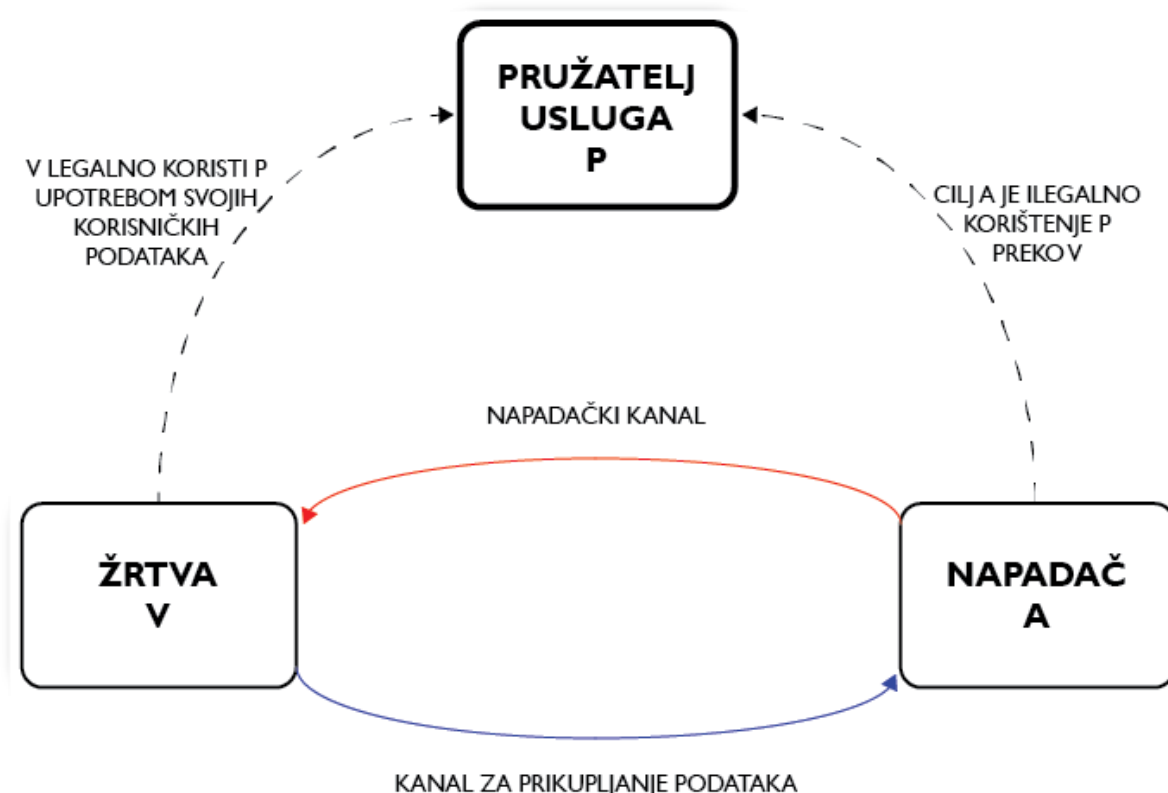 PRUŽATELJ
USLUGA
P
V LEGALNO KORISTI P
UPOTREBOM SVOJIH
KORISNIČKIH
PODATAKA
CILJ A JE ILEGALNO
KORIŠTENJE P
PREKO V
NAPADAČKI KANAL
ŽRTVA
V
NAPADAČ
A
KANAL ZA PRIKUPLJANJE PODATAKA